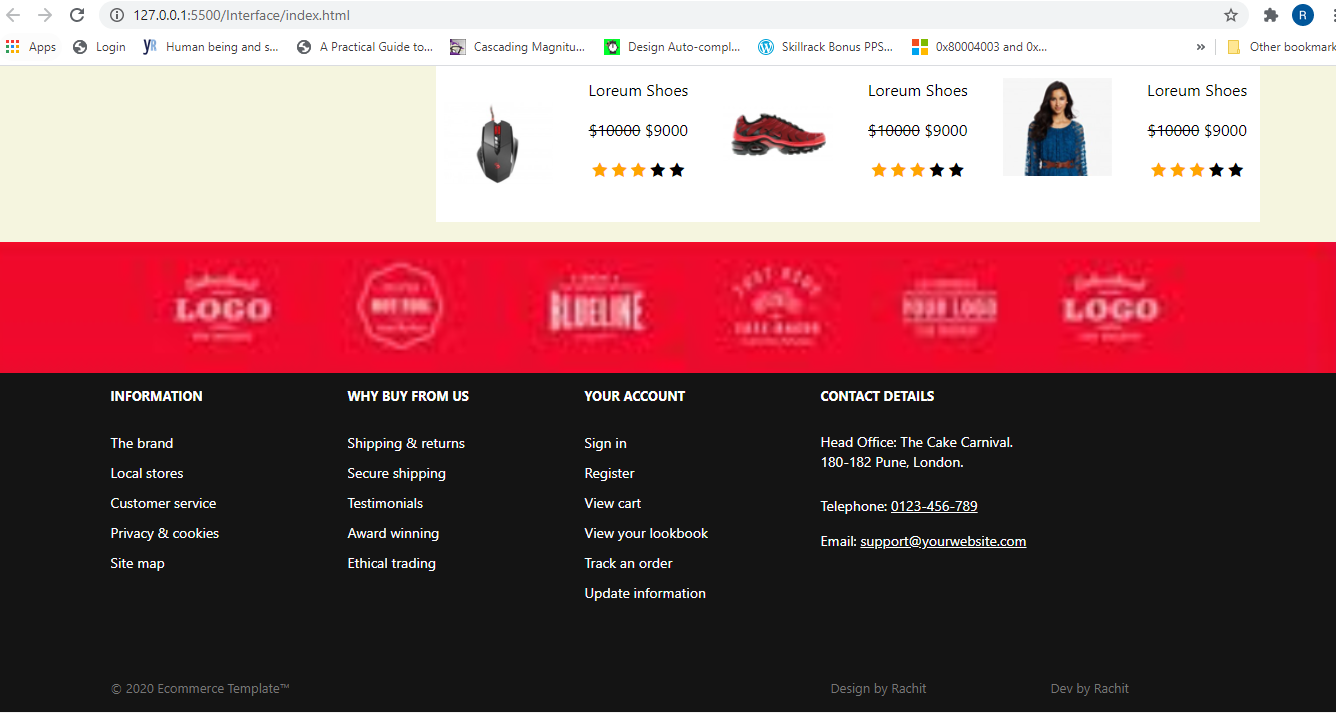 127.0.0.1:5500/Interface/index.html
R
Apps
Login
yR Human being and s...
A Practical Guide to...
Cascading Magnitu...
Design Auto-compl...
Skillrack Bonus PPS...
0x80004003 and 0x...
»
Other bookmark
Loreum Shoes
$10000 $9000
Loreum Shoes
$10000 $9000
Loreum Shoes
$10000 $9000
LOGO
BLUELINE
YOUR LOGO
LOGO
INFORMATION
The brand
Local stores
Customer service
Privacy & cookies
Site map
WHY BUY FROM US
Shipping & returns
Secure shipping
Testimonials
Award winning
Ethical trading
YOUR ACCOUNT
Sign in
Register
View cart
View your lookbook
Track an order
Update information
CONTACT DETAILS
Head Office: The Cake Carnival.
180-182 Pune, London.
Telephone: 0123-456-789
Email: support@yourwebsite.com
© 2020 Ecommerce Template™
Design by Rachit
Dev by Rachit